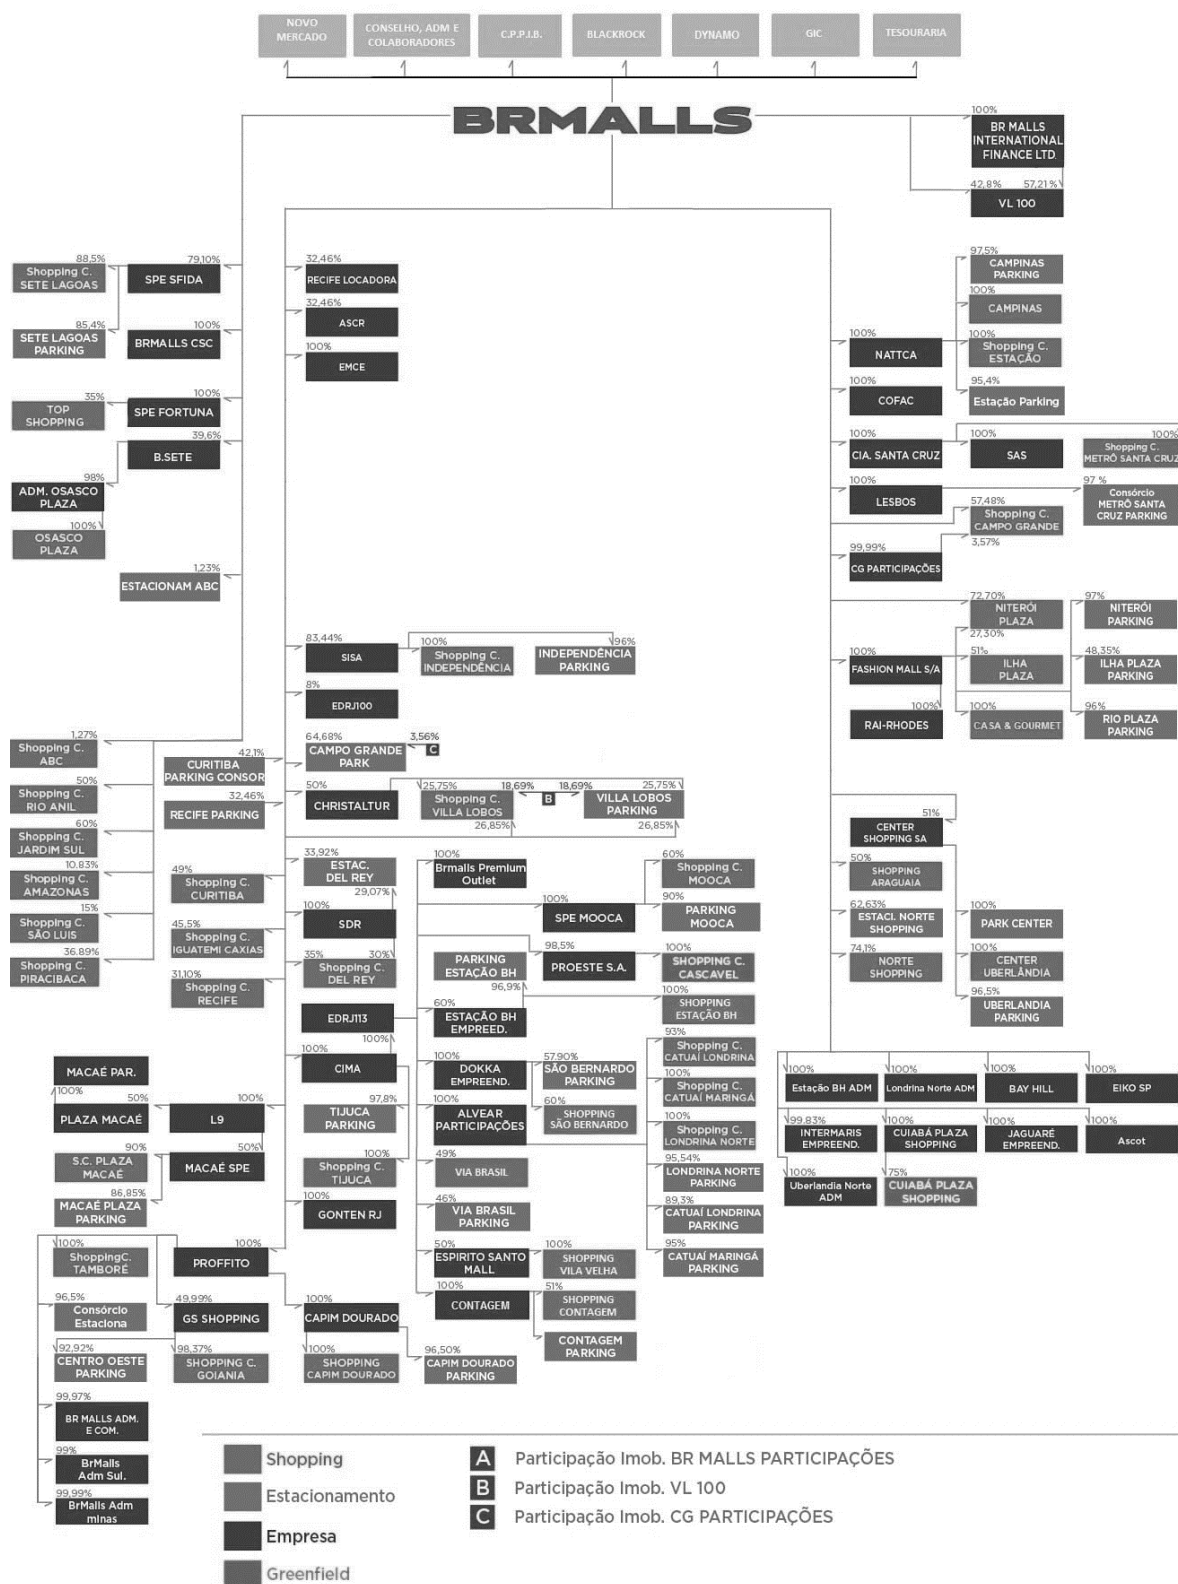 NOVO
MERCADO
CONSELHO, ADM E
COLABORADORES
C.P.P.I.B.
BLACKROCK
DYNAMO
GIC
TESOURARIA
BRMALLS
100%
BR MALLS
INTERNATIONAL
FINANCE LTD.
42,8% 57,21%
VL 100
88,5%
Shopping C.
SETE LAGOAS
79,10%
SPE SFIDA
85,4%
SETE LAGOAS
PARKING
100%
BRMALLS CSC
35%
TOP
SHOPPING
100%
SPE FORTUNA
39,6%
B.SETE
98%
ADM. OSASCO
PLAZA
100%
OSASCO
PLAZA
1,23%
ESTACIONAM ABC
32,46%
RECIFE LOCADORA
32,46%
ASCR
100%
EMCE
97,5%
CAMPINAS
PARKING
100%
CAMPINAS
100%
NATTCA
100%
Shopping C.
ESTAÇÃO
100%
COFAC
95,4%
Estação Parking
100%
CIA. SANTA CRUZ
100%
SAS
100%
Shopping C.
METRÔ SANTA CRUZ
100%
LESBOS
97 %
Consórcio
METRÔ SANTA
CRUZ PARKING
57,48%
Shopping C.
CAMPO GRANDE
3,57%
99,99%
CG PARTICIPAÇÕES
72,70%
NITERÓI
PLAZA
27,30%
97%
NITERÓI
PARKING
100%
FASHION MALL S/A
51%
ILHA
PLAZA
48,35%
ILHA PLAZA
PARKING
100%
RAI-RHODES
100%
CASA & GOURMET
96%
RIO PLAZA
PARKING
83,44%
SISA
100%
Shopping C.
INDEPENDÊNCIA
96%
INDEPENDÊNCIA
PARKING
8%
EDRJ100
64,68%
CAMPO GRANDE
PARK
3,56%
C
50%
CHRISTALTUR
25,75%
Shopping C.
VILLA LOBOS
26,85%
18,69%
B
18,69%
25,75%
VILLA LOBOS
PARKING
26,85%
1,27%
Shopping C.
ABC
50%
Shopping C.
RIO ANIL
60%
Shopping C.
JARDIM SUL
10.83%
Shopping C.
AMAZONAS
15%
Shopping C.
SÃO LUIS
36.89%
Shopping C.
PIRACIBACA
42,1%
CURITIBA
PARKING CONSOR
32,46%
RECIFE PARKING
49%
Shopping C.
CURITIBA
45,5%
Shopping C.
IGUATEMI CAXIAS
31,10%
Shopping C.
RECIFE
33,92%
ESTAC.
DEL REY
29,07%
100%
SDR
35% 30%
Shopping C.
DEL REY
EDRJ113
100%
100%
CIMA
97,8%
TIJUCA
PARKING
100%
Shopping C.
TIJUCA
100%
GONTEN RJ
100%
Brmalls Premium
Outlet
60%
Shopping C.
MOOCA
100%
SPE MOOCA
90%
PARKING
MOOCA
PARKING
ESTAÇÃO BH
96,9%
98,5%
PROESTE S.A.
100%
SHOPPING C.
CASCAVEL
60%
ESTAÇÃO BH
EMPREED.
100%
SHOPPING
ESTAÇÃO BH
100%
DOKKA
EMPREEND.
57.90%
SÃO BERNARDO
PARKING
60%
SHOPPING
SÃO BERNARDO
100%
ALVEAR
PARTICIPAÇÕES
93%
Shopping C.
CATUAÍ LONDRINA
100%
Shopping C.
CATUAÍ MARINGÁ
100%
Shopping C.
LONDRINA NORTE
95,54%
LONDRINA NORTE
PARKING
89,3%
CATUAÍ LONDRINA
PARKING
95%
CATUAÍ MARINGÁ
PARKING
49%
VIA BRASIL
46%
VIA BRASIL
PARKING
50%
ESPIRITO SANTO
MALL
100%
SHOPPING
VILA VELHA
100%
CONTAGEM
51%
SHOPPING
CONTAGEM
CONTAGEM
PARKING
51%
CENTER
SHOPPING SA
50%
SHOPPING
ARAGUAIA
62,63%
ESTACI. NORTE
SHOPPING
74,1%
NORTE
SHOPPING
100%
PARK CENTER
100%
CENTER
UBERLÂNDIA
96,5%
UBERLANDIA
PARKING
100%
Estação BH ADM
100%
Londrina Norte ADM
100%
BAY HILL
100%
EIKO SP
99.83%
INTERMARIS
EMPREEND.
100%
CUIABÁ PLAZA
SHOPPING
100%
JAGUARÉ
EMPREEND.
100%
Ascot
100%
Uberlandia Norte
ADM
75%
CUIABÁ PLAZA
SHOPPING
MACAÉ PAR.
100%
50%
PLAZA MACAÉ
100%
L9
90%
S.C. PLAZA
MACAÉ
50%
MACAÉ SPE
86,85%
MACAÉ PLAZA
PARKING
100%
ShoppingC.
TAMBORÉ
100%
PROFFITO
96,5%
Consórcio
Estaciona
49,99%
GS SHOPPING
100%
CAPIM DOURADO
92,92%
CENTRO OESTE
PARKING
98,37%
SHOPPING C.
GOIANIA
100%
SHOPPING
CAPIM DOURADO
96,50%
CAPIM DOURADO
PARKING
99,97%
BR MALLS ADM.
E COM.
99%
BrMalls
Adm Sul.
99,99%
BrMalls Adm
minas
Shopping
Estacionamento
Empresa
Greenfield
A Participação Imob. BR MALLS PARTICIPAÇÕES
B Participação Imob. VL 100
C Participação Imob. CG PARTICIPAÇÕES